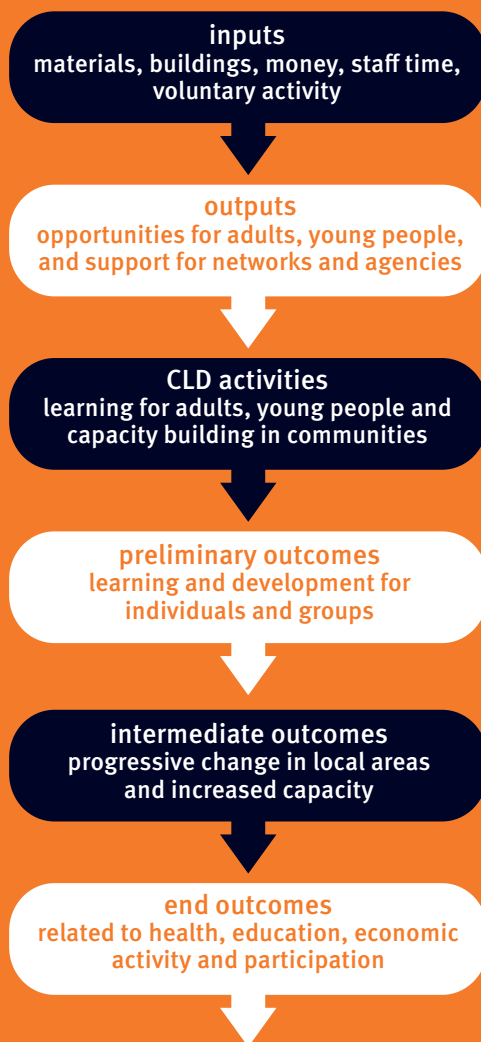 inputs
materials, buildings, money, staff time,
voluntary activity
outputs
opportunities for adults, young people,
and support for networks and agencies
CLD activities
learning for adults, young people and
capacity building in communities
preliminary outcomes
learning and development for
individuals and groups
intermediate outcomes
progressive change in local areas
and increased capacity
end outcomes
related to health, education, economic
activity and participation